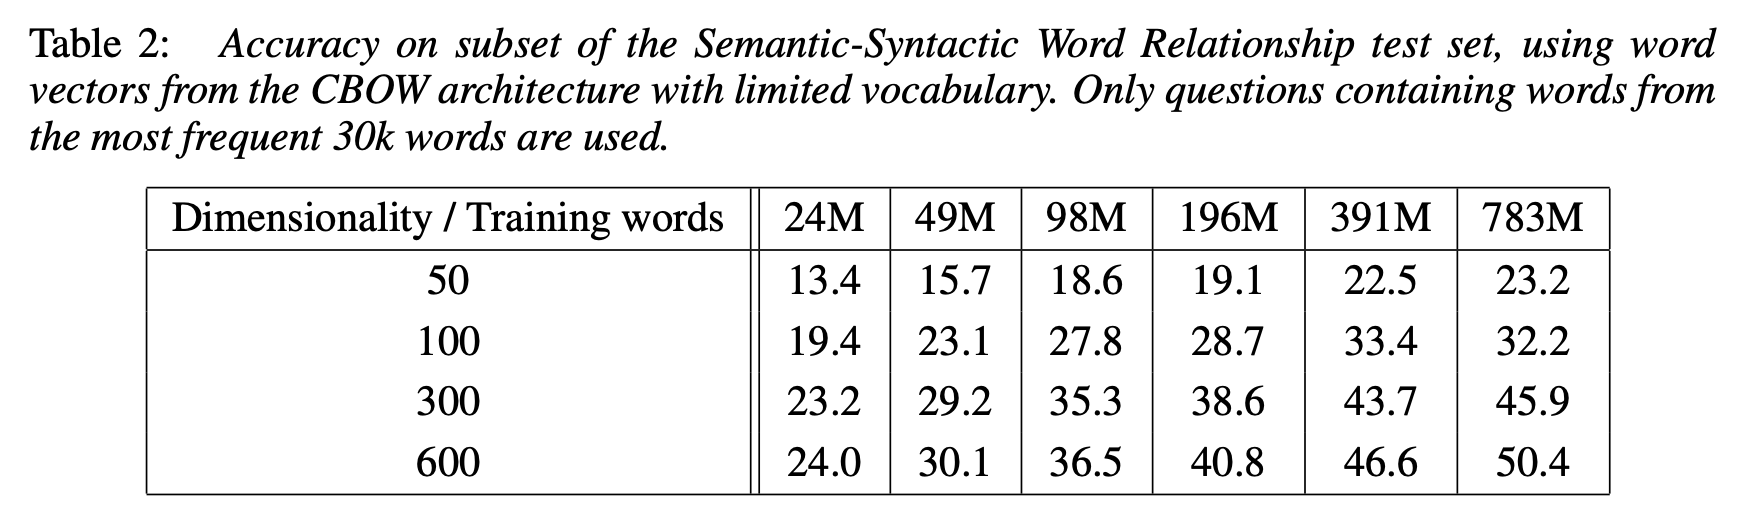 Table 2: Accuracy on subset of the Semantic-Syntactic Word Relationship test set, using word
vectors from the CBOW architecture with limited vocabulary. Only questions containing words from
the most frequent 30k words are used.
Dimensionality / Training words 24M 49M 98M 196M 391M 783M
50 13.4 15.7 18.6 19.1 22.5 23.2
100 19.4 23.1 27.8 28.7 33.4 32.2
300 23.2 29.2 35.3 38.6 43.7 45.9
600 24.0 30.1 36.5 40.8 46.6 50.4